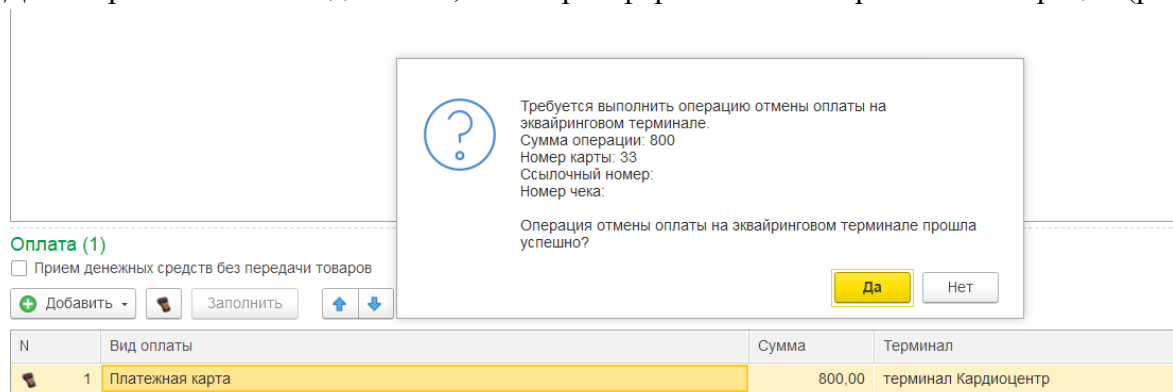 Требуется выполнить операцию отмены оплаты на
эквайринговом терминале.
Сумма операции: 800
Номер карты: 33
Ссылочный номер:
Номер чека:
Операция отмены оплаты на эквайринговом терминале прошла
успешно?
Да Нет
Оплата (1)
Прием денежных средств без передачи товаров
Добавить Заполнить
N Вид оплаты Сумма Терминал
1 Платежная карта 800,00 терминал Кардиоцентр